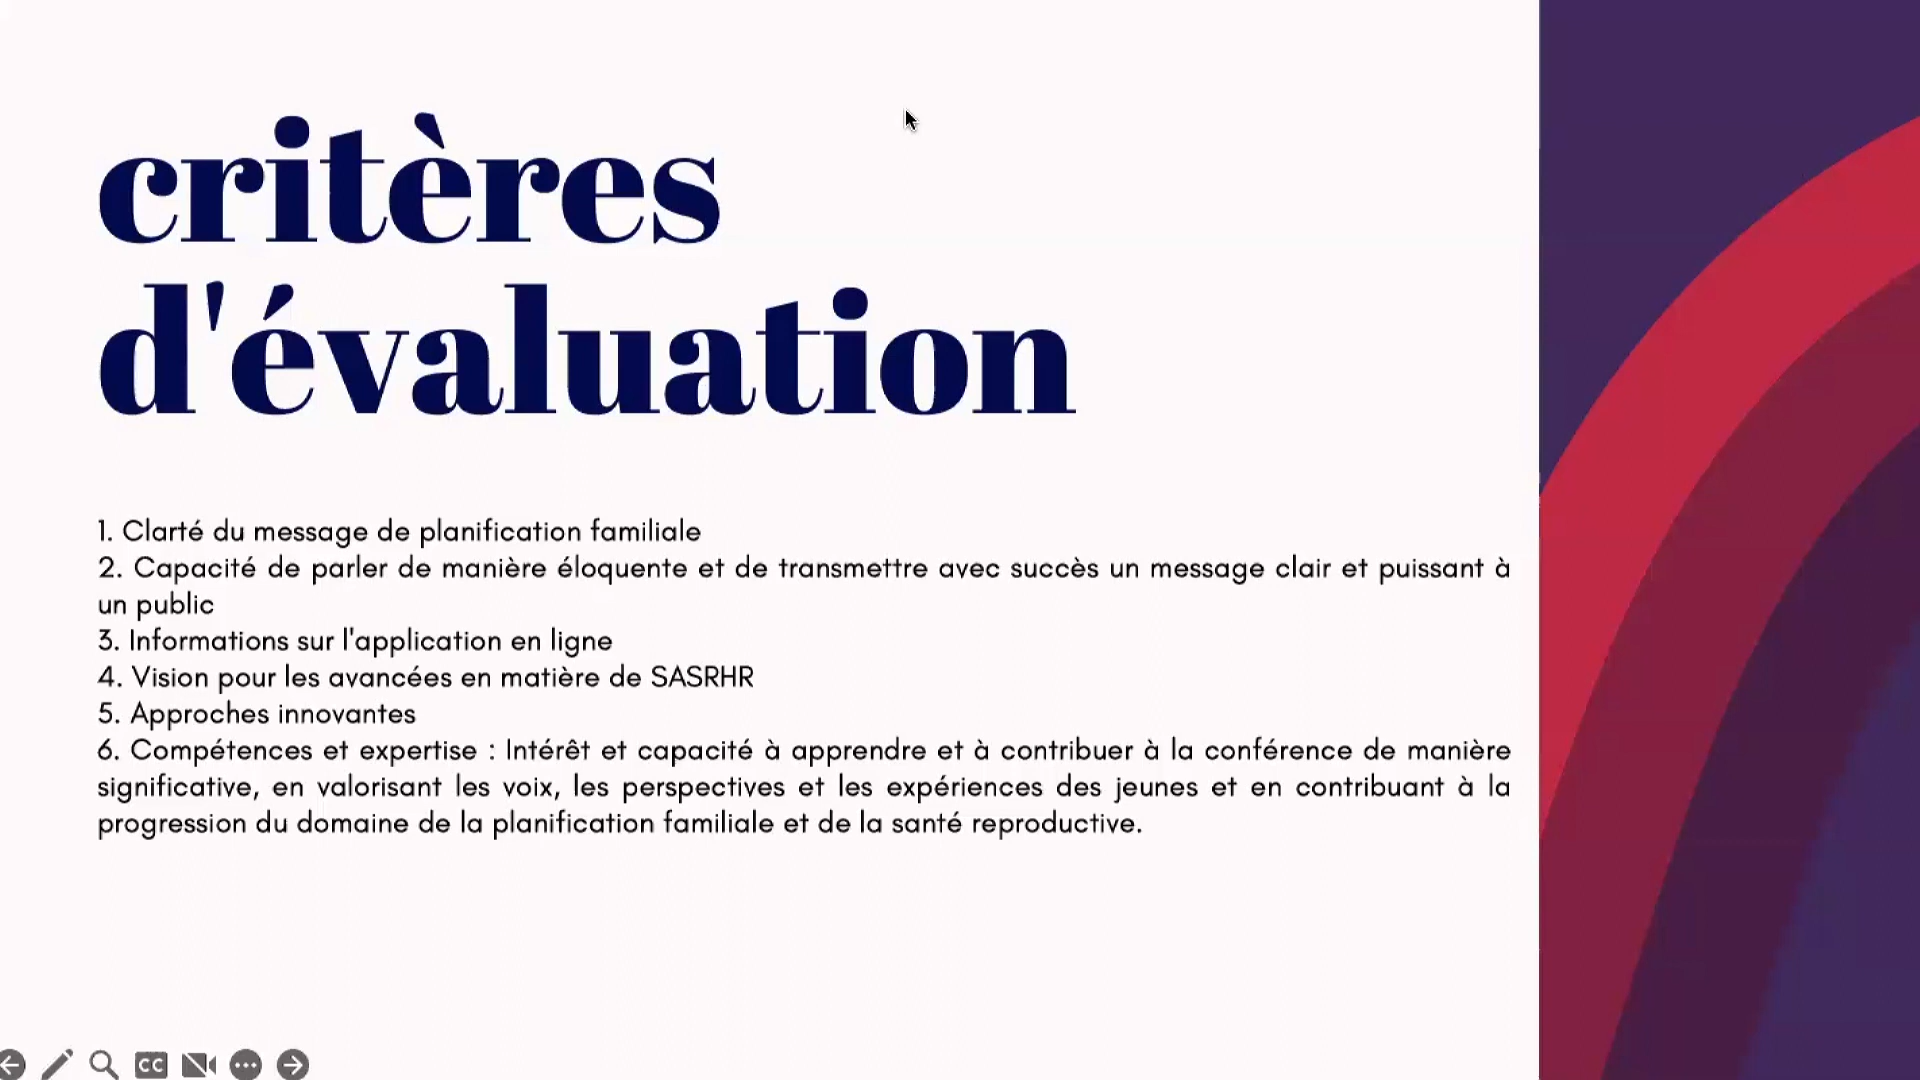 critères
d'évaluation
1. Clarté du message de planification familiale
2. Capacité de parler de manière éloquente et de transmettre avec succès un message clair et puissant à
un public
3. Informations sur l'application en ligne
4. Vision pour les avancées en matière de SASRHR
5. Approches innovantes
6. Compétences et expertise : Intérêt et capacité à apprendre et à contribuer à la conférence de manière
significative, en valorisant les voix, les perspectives et les expériences des jeunes et en contribuant à la
progression du domaine de la planification familiale et de la santé reproductive.
CC